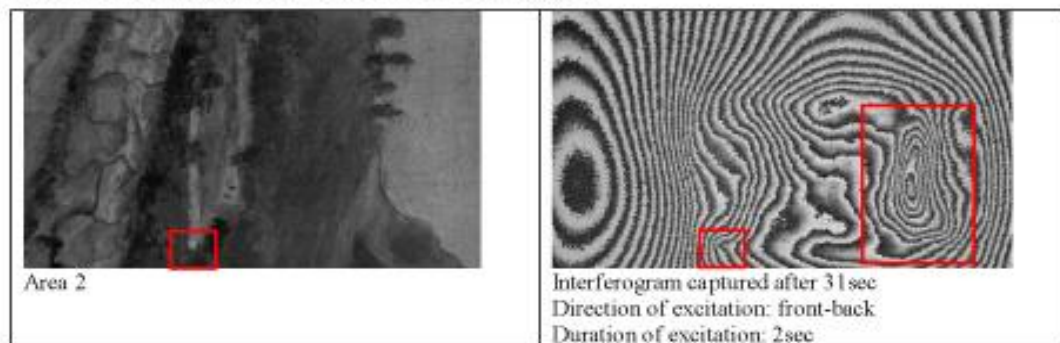 Area 2
Interferogram captured after 31sec
Direction of excitation: front-back
Duration of excitation: 2sec